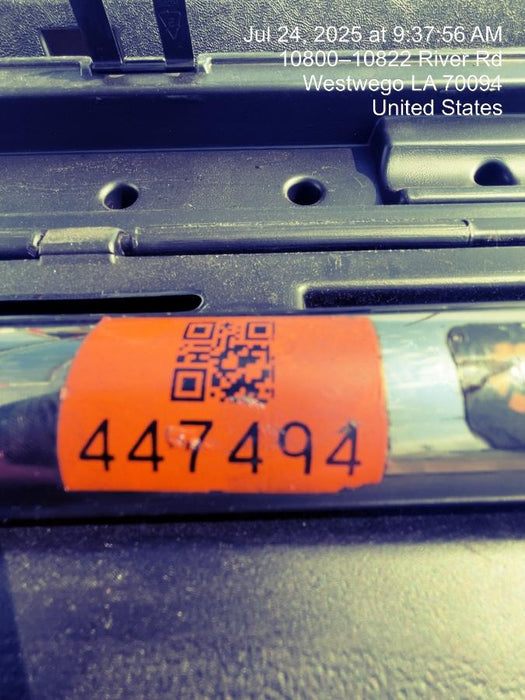 Jul 24, 2025 at 9:37:56 AM
10800–10822 River Rd
Westwego LA 70094
United States
447494